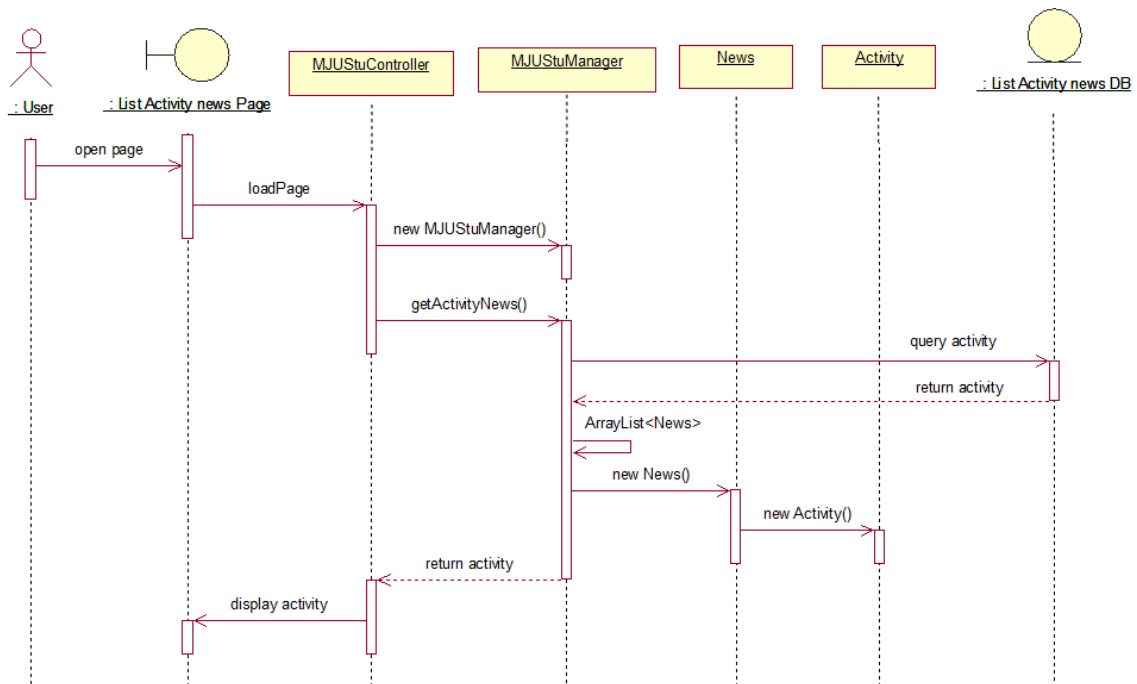 MJUStuController
MJUStuManager
News
Activity
: User
: List Activity news Page
: List Activity news DB
open page
loadPage
new MJUStuManager()
getActivityNews()
query activity
return activity
ArrayList<News>
new News()
new Activity()
return activity
display activity